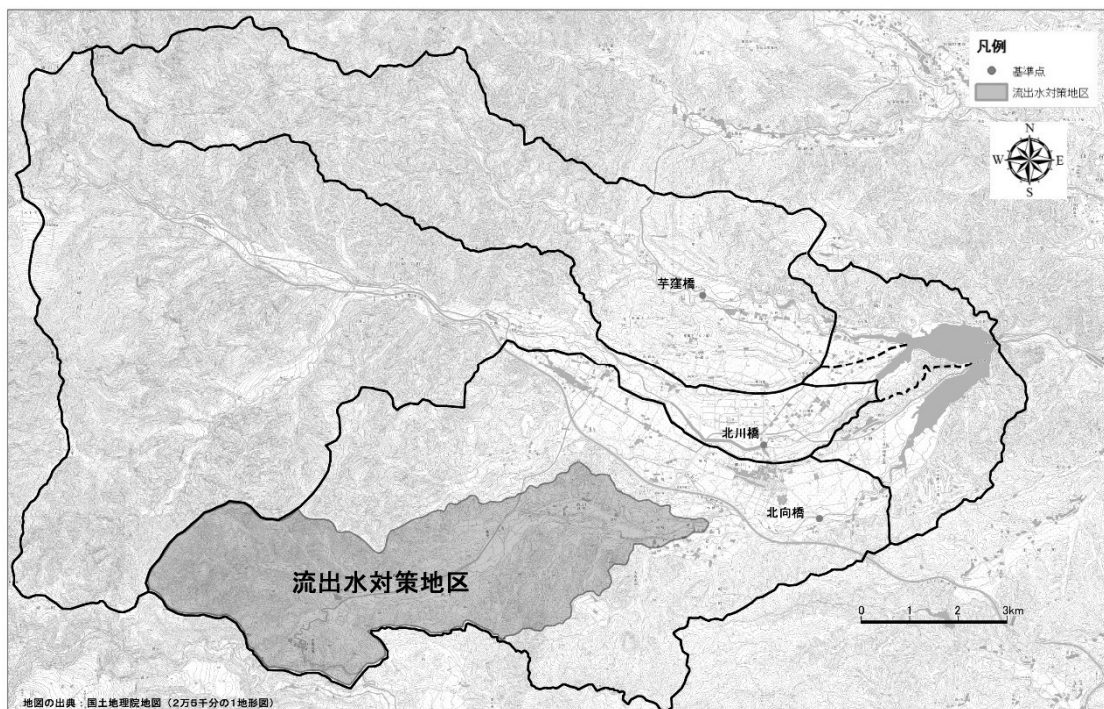 凡例
基準点
流出水対策地区
N
W
E
S
芋窪橋
北川橋
北向橋
流出水対策地区
0 1 2 3km
地図の出典：国土地理院地図（2万5千分の1地形図）